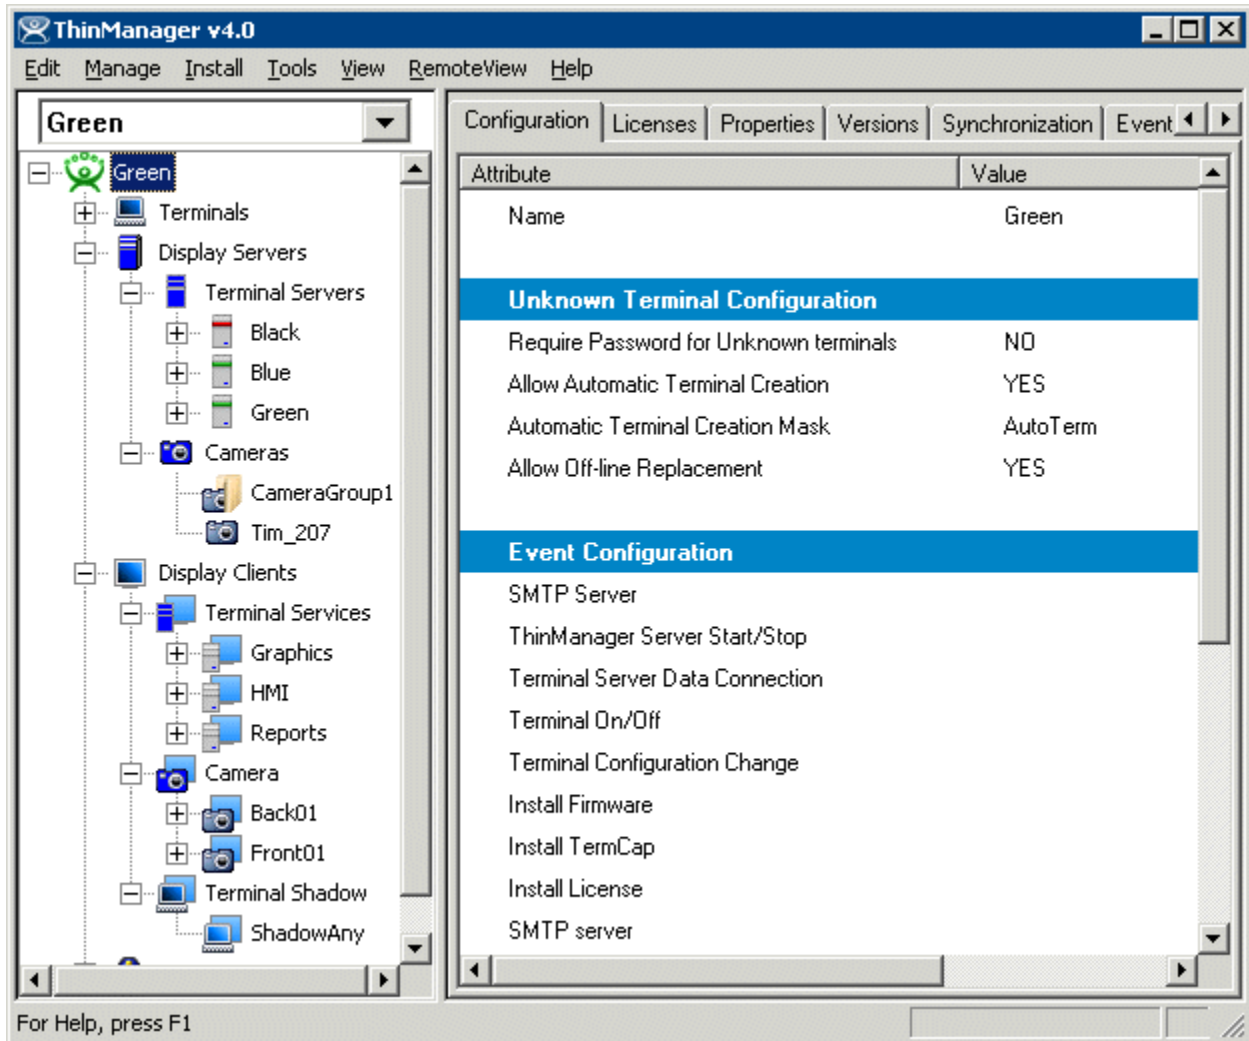 ThinManager v4.0
Edit Manage Install Tools View RemoteView Help
Green
Green
Terminals
Display Servers
Terminal Servers
Black
Blue
Green
Cameras
CameraGroup1
Tim_207
Display Clients
Terminal Services
Graphics
HMI
Reports
Camera
Back01
Front01
Terminal Shadow
ShadowAny
Configuration Licenses Properties Versions Synchronization Event
Attribute Value
Name Green
Unknown Terminal Configuration
Require Password for Unknown terminals NO
Allow Automatic Terminal Creation YES
Automatic Terminal Creation Mask AutoTerm
Allow Off-line Replacement YES
Event Configuration
SMTP Server
ThinManager Server Start/Stop
Terminal Server Data Connection
Terminal On/Off
Terminal Configuration Change
Install Firmware
Install TermCap
Install License
SMTP server
For Help, press F1